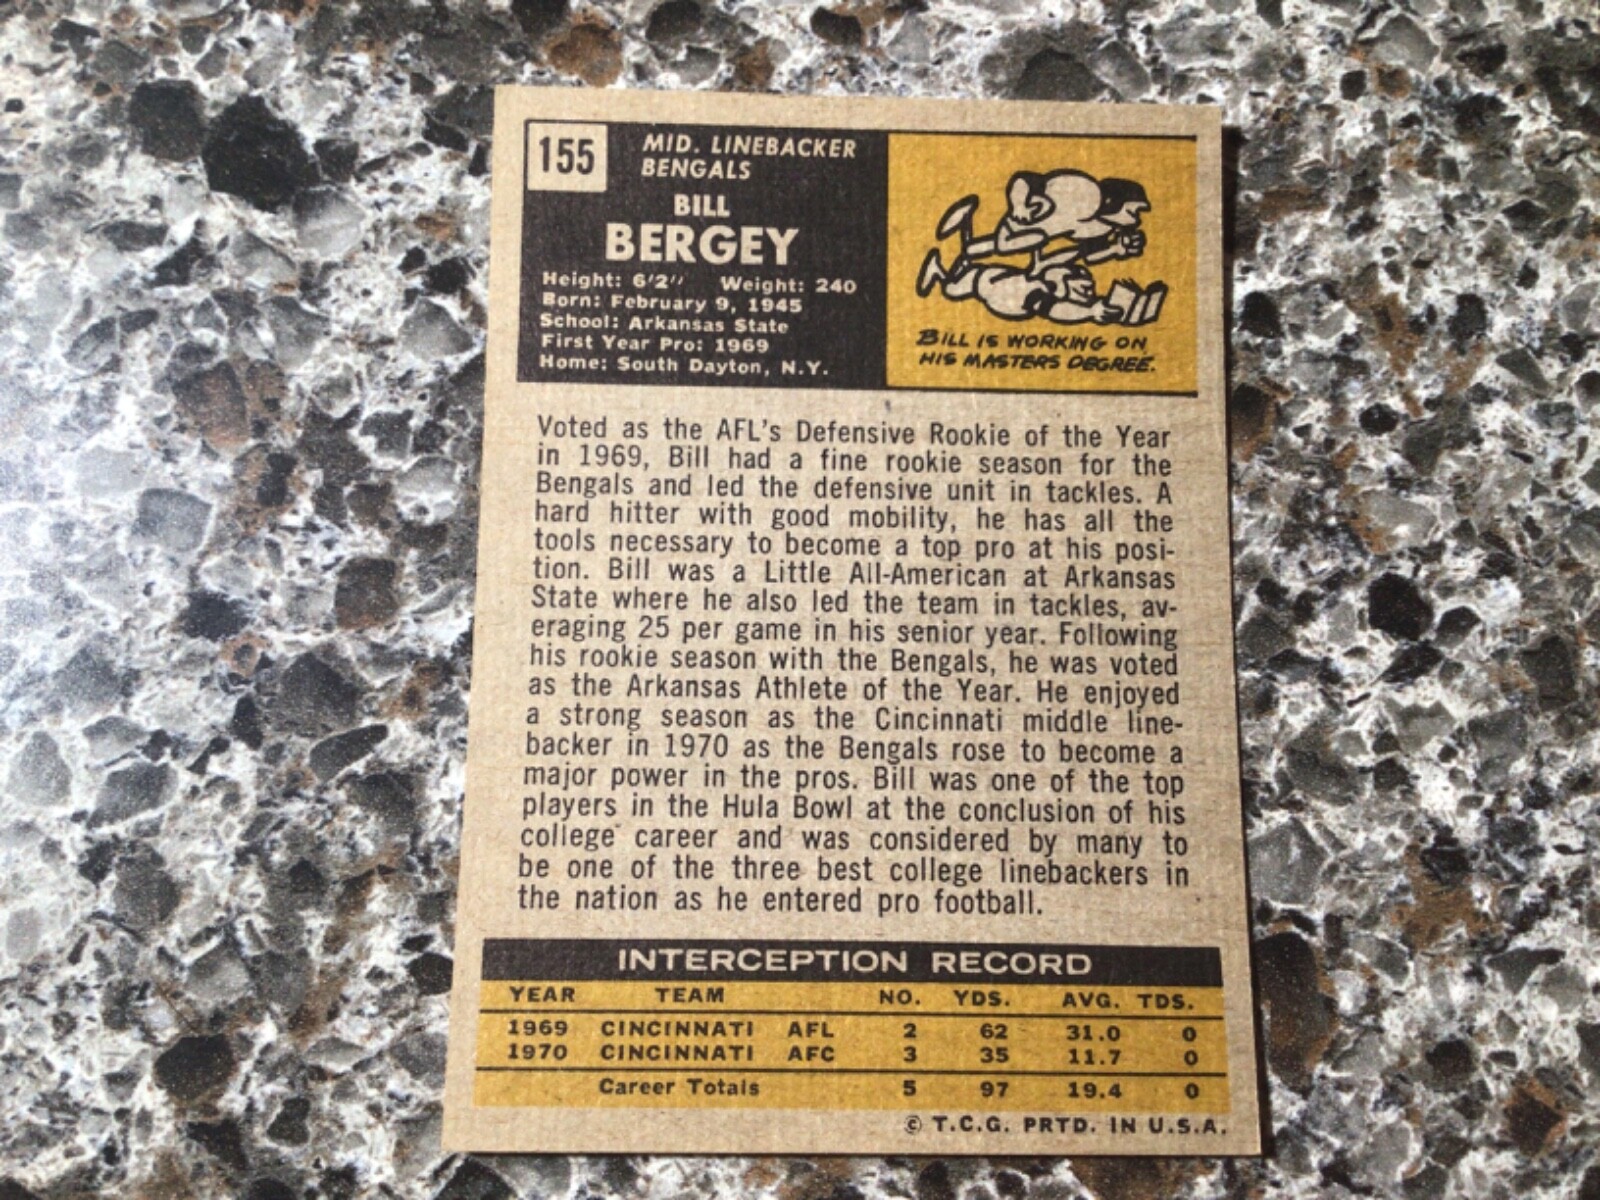 155
MID. LINEBACKER
BENGALS
BILL
BERGEY
Height: 6'2" Weight: 240
Born: February 9, 1945
School: Arkansas State
First Year Pro: 1969
Home: South Dayton, N.Y.
BILL IS WORKING ON
HIS MASTERS DEGREE.
Voted as the AFL's Defensive Rookie of the Year
in 1969, Bill had a fine rookie season for the
Bengals and led the defensive unit in tackles. A
hard hitter with good mobility, he has all the
tools necessary to become a top pro at his posi-
tion. Bill was a Little All-American at Arkansas
State where he also led the team in tackles, av-
eraging 25 per game in his senior year. Following
his rookie season with the Bengals, he was voted
as the Arkansas Athlete of the Year. He enjoyed
a strong season as the Cincinnati middle line-
backer in 1970 as the Bengals rose to become a
major power in the pros. Bill was one of the top
players in the Hula Bowl at the conclusion of his
college career and was considered by many to
be one of the three best college linebackers in
the nation as he entered pro football.
INTERCEPTION RECORD
YEAR TEAM NO. YDS. AVG. TDS.
1969 CINCINNATI AFL 2 62 31.0 0
1970 CINCINNATI AFC 3 35 11.7 0
Career Totals 5 97 19.4 0
© T.C.G. PRTD. IN U.S.A.